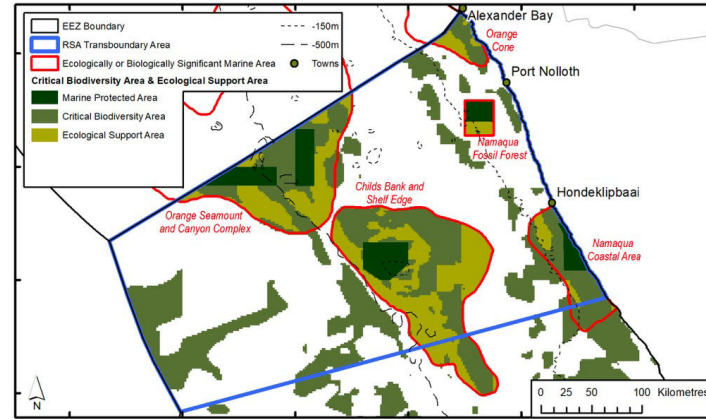 EEZ Boundary
RSA Transboundary Area
Ecologically or Biologically Significant Marine Area
-150m
-500m
Towns
Critical Biodiversity Area & Ecological Support Area
Marine Protected Area
Critical Biodiversity Area
Ecological Support Area
Alexander Bay
Orange
Cone
Port Nolloth
Namaqua
Fossil Forest
Hondeklipbaai
Childs Bank and
Shelf Edge
Orange Seamount
and Canyon Complex
Namaqua
Coastal Area
N
0 25 50 100 Kilometres